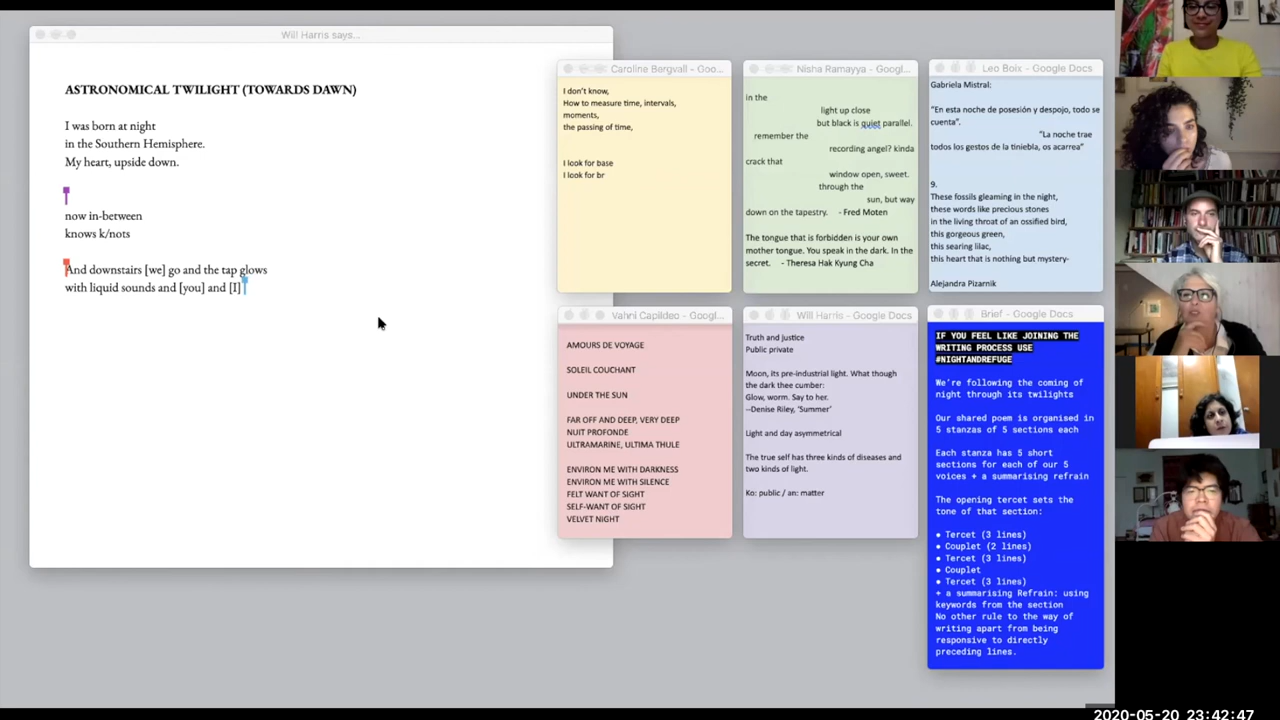 Will Harris says...
ASTRONOMICAL TWILIGHT (TOWARDS DAWN)
I was born at night
in the Southern Hemisphere.
My heart, upside down.
now in-between
knows k/nots
And downstairs [we] go and the tap glows
with liquid sounds and [you] and [I]
Caroline Bergvall - Goo...
I don't know,
How to measure time, intervals,
moments,
the passing of time,
I look for base
I look for br
Nisha Ramayya - Googl...
in the
light up close
but black is quiet parallel.
remember the
recording angel? kinda
crack that
window open, sweet.
through the
sun, but way
down on the tapestry. - Fred Moten
The tongue that is forbidden is your own
mother tongue. You speak in the dark. In the
secret. - Theresa Hak Kyung Cha
Leo Boix - Google Docs
Gabriela Mistral:
"En esta noche de posesión y despojo, todo se
cuenta".
"La noche trae
todos los gestos de la tiniebla, os acarrea"
9.
These fossils gleaming in the night,
these words like precious stones
in the living throat of an ossified bird,
this gorgeous green,
this searing lilac,
this heart that is nothing but mystery-
Alejandra Pizarnik
Vahni Capildeo - Googl...
AMOURS DE VOYAGE
SOLEIL COUCHANT
UNDER THE SUN
FAR OFF AND DEEP, VERY DEEP
NUIT PROFONDE
ULTRAMARINE, ULTIMA THULE
ENVIRON ME WITH DARKNESS
ENVIRON ME WITH SILENCE
FELT WANT OF SIGHT
SELF-WANT OF SIGHT
VELVET NIGHT
Will Harris - Google Docs
Truth and justice
Public private
Moon, its pre-industrial light. What though
the dark thee cumber:
Glow, worm. Say to her.
--Denise Riley, 'Summer'
Light and day asymmetrical
The true self has three kinds of diseases and
two kinds of light.
Ko: public / an: matter
Brief - Google Docs
IF YOU FEEL LIKE JOINING THE
WRITING PROCESS USE
#NIGHTANDREFUGE
We're following the coming of
night through its twilights
Our shared poem is organised in
5 stanzas of 5 sections each
Each stanza has 5 short
sections for each of our 5
voices + a summarising refrain
The opening tercet sets the
tone of that section:
● Tercet (3 lines)
● Couplet (2 lines)
● Tercet (3 lines)
● Couplet
● Tercet (3 lines)
+ a summarising Refrain: using
keywords from the section
No other rule to the way of
writing apart from being
responsive to directly
preceding lines.
2020-05-20 23:42:47